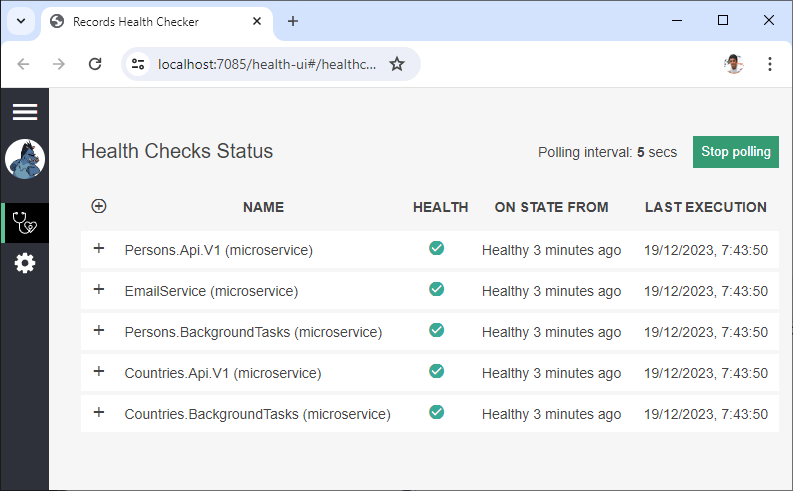 Records Health Checker
localhost:7085/health-ui#/healthc...
Health Checks Status
Polling interval: 5 secs
Stop polling
NAME HEALTH ON STATE FROM LAST EXECUTION
Persons.Api.V1 (microservice) Healthy 3 minutes ago 19/12/2023, 7:43:50
EmailService (microservice) Healthy 3 minutes ago 19/12/2023, 7:43:50
Persons.BackgroundTasks (microservice) Healthy 3 minutes ago 19/12/2023, 7:43:50
Countries.Api.V1 (microservice) Healthy 3 minutes ago 19/12/2023, 7:43:50
Countries.BackgroundTasks (microservice) Healthy 3 minutes ago 19/12/2023, 7:43:50